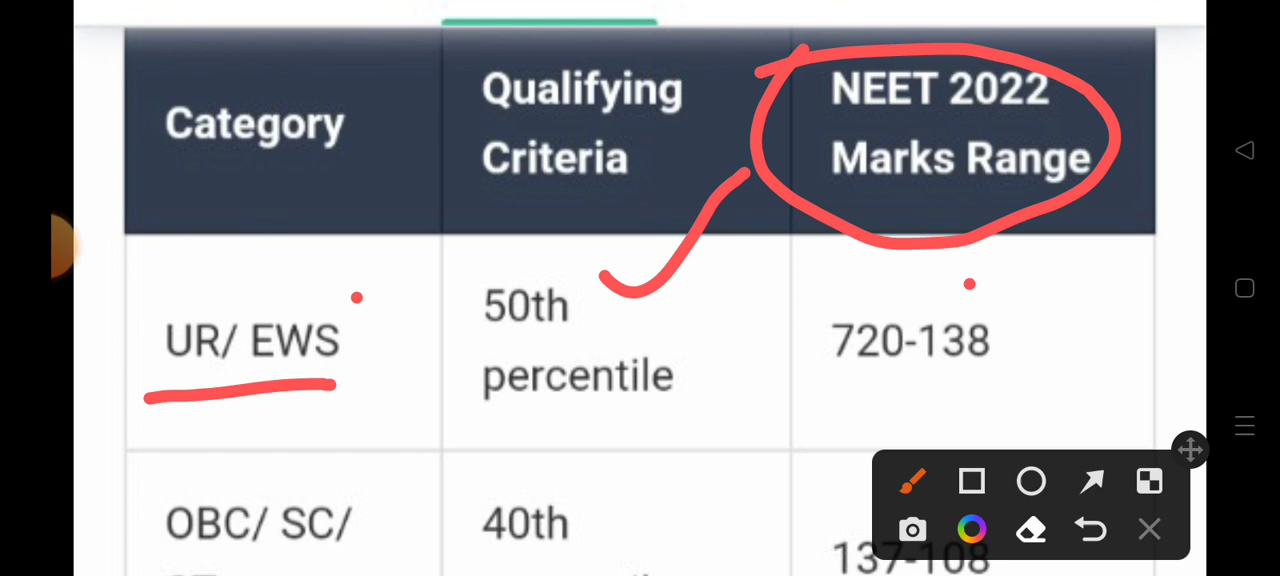 Category
Qualifying
Criteria
NEET 2022
Marks Range
UR/ EWS
50th
percentile
720-138
OBC/ SC/
40th
137-108